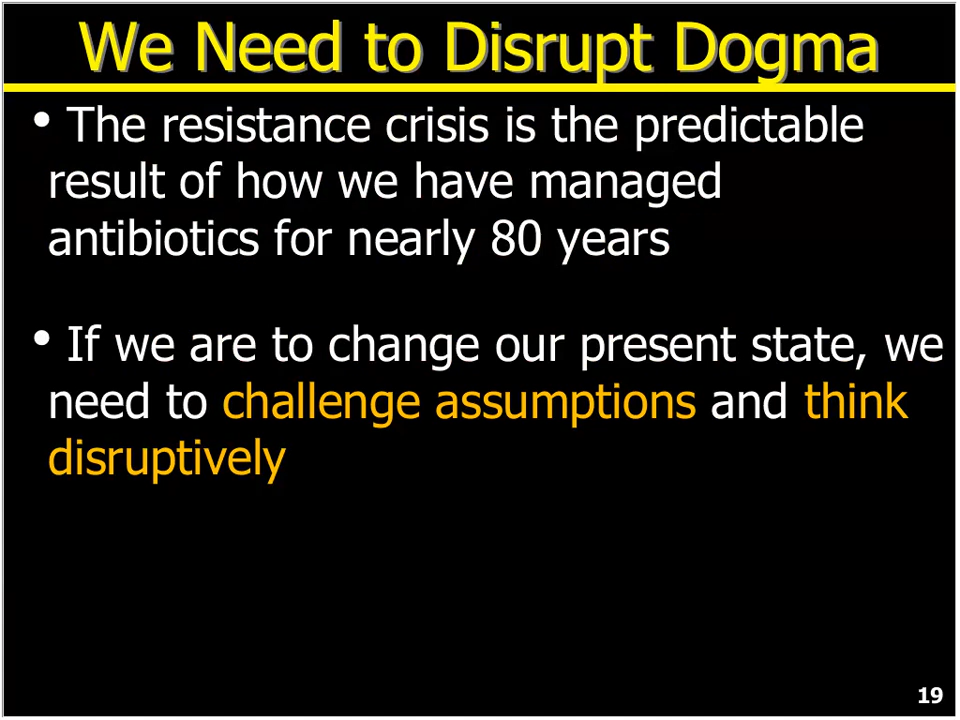 We Need to Disrupt Dogma
•The resistance crisis is the predictable
result of how we have managed
antibiotics for nearly 80 years
•If we are to change our present state, we
need to challenge assumptions and think
disruptively
19